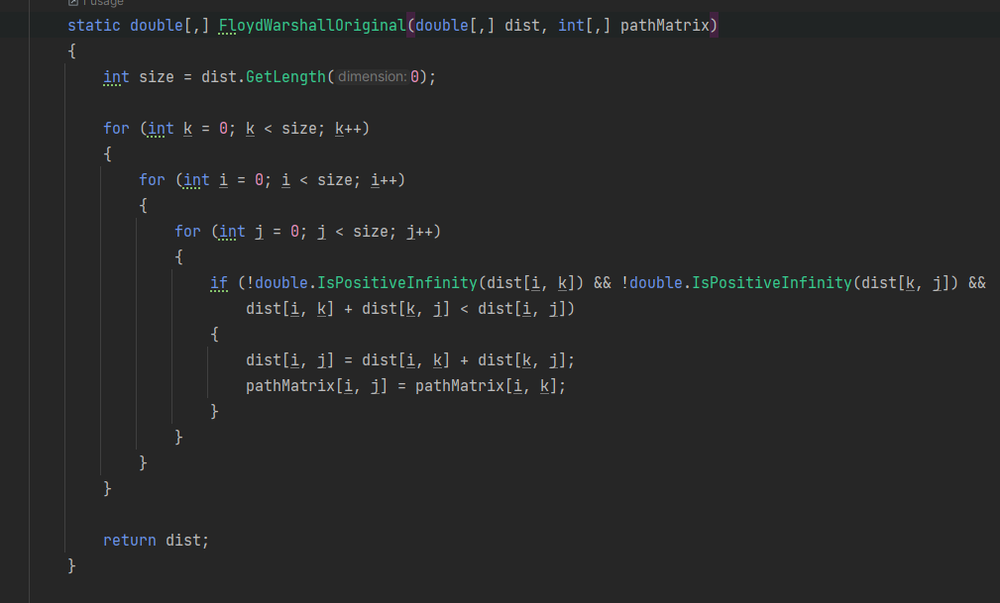 1 usage
static double[,] FloydWarshallOriginal(double[,] dist, int[,] pathMatrix)
{
    int size = dist.GetLength(dimension:0);

    for (int k = 0; k < size; k++)
    {
        for (int i = 0; i < size; i++)
        {
            for (int j = 0; j < size; j++)
            {
                if (!double.IsPositiveInfinity(dist[i, k]) && !double.IsPositiveInfinity(dist[k, j]) &&
                    dist[i, k] + dist[k, j] < dist[i, j])
                {
                    dist[i, j] = dist[i, k] + dist[k, j];
                    pathMatrix[i, j] = pathMatrix[i, k];
                }
            }
        }
    }

    return dist;
}